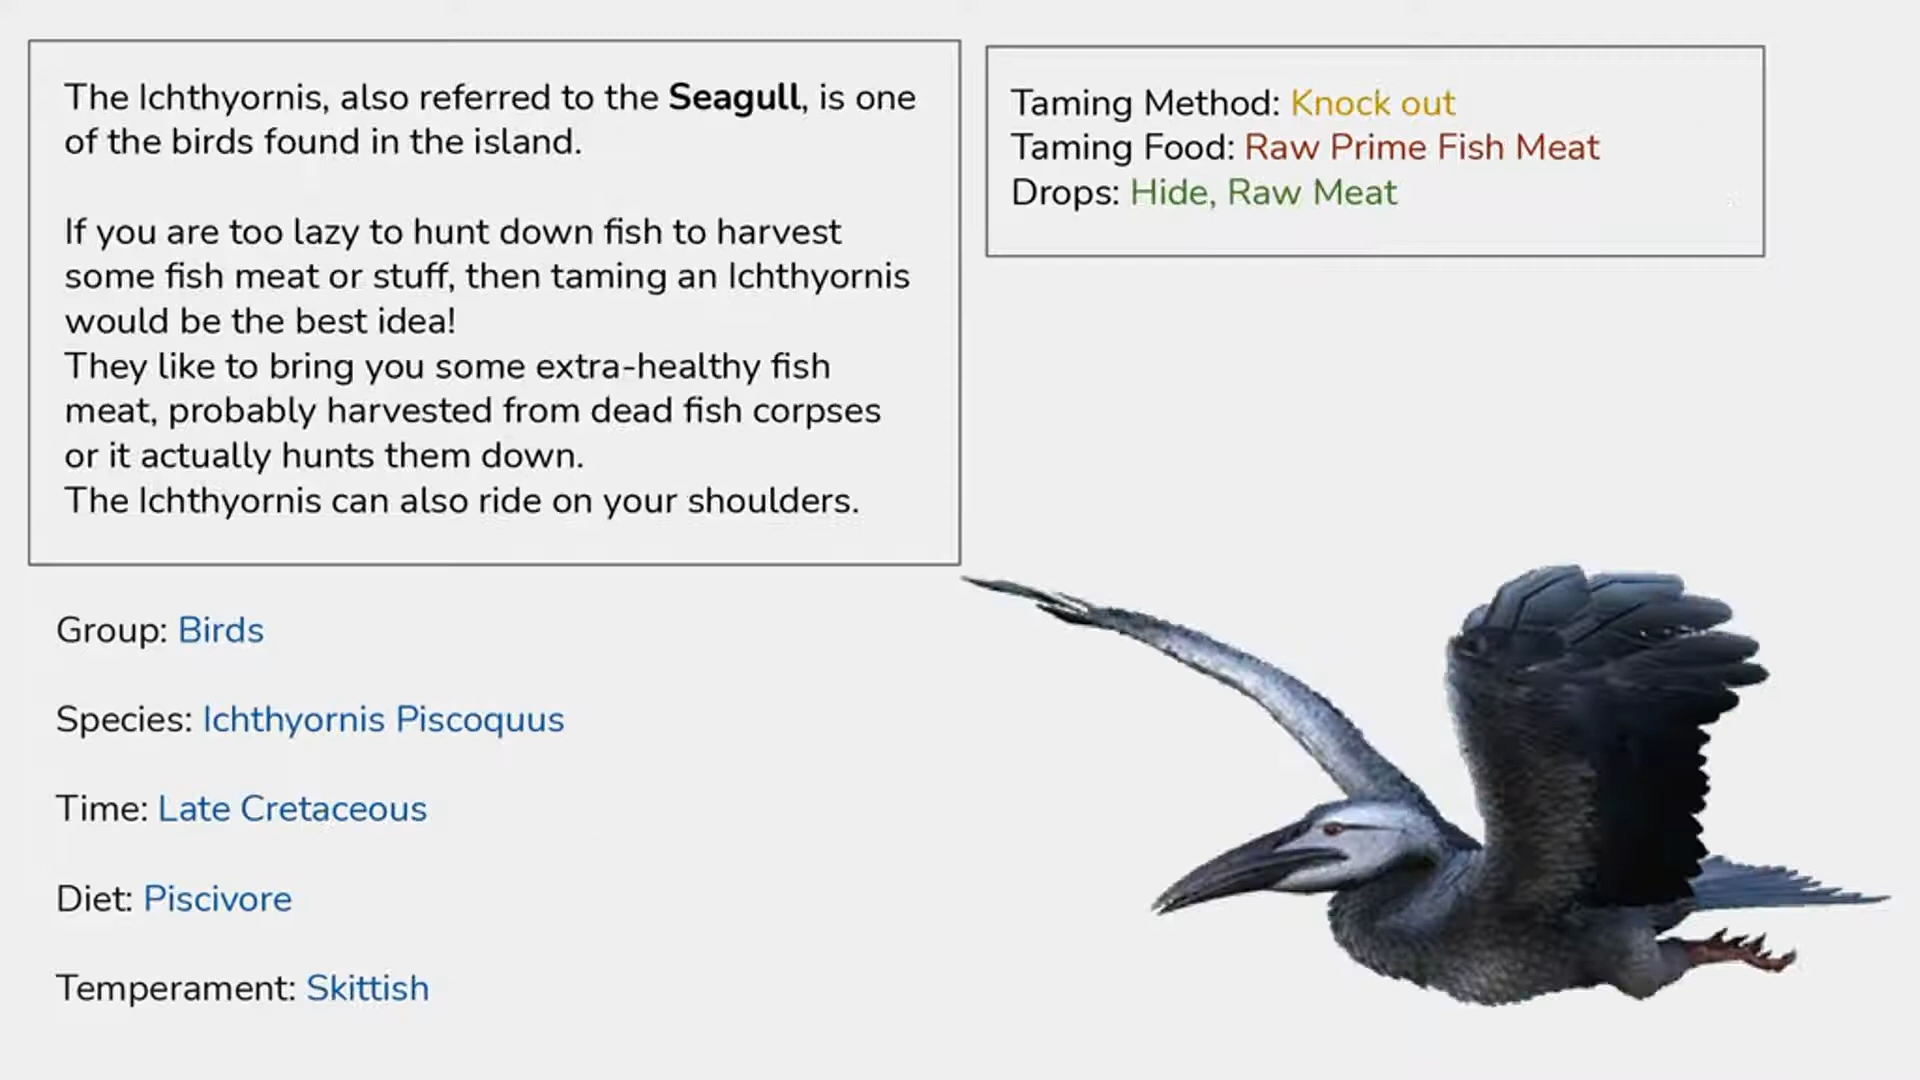 The Ichthyornis, also referred to the Seagull, is one
of the birds found in the island.
If you are too lazy to hunt down fish to harvest
some fish meat or stuff, then taming an Ichthyornis
would be the best idea!
They like to bring you some extra-healthy fish
meat, probably harvested from dead fish corpses
or it actually hunts them down.
The Ichthyornis can also ride on your shoulders.
Taming Method: Knock out
Taming Food: Raw Prime Fish Meat
Drops: Hide, Raw Meat
Group: Birds
Species: Ichthyornis Piscoquus
Time: Late Cretaceous
Diet: Piscivore
Temperament: Skittish